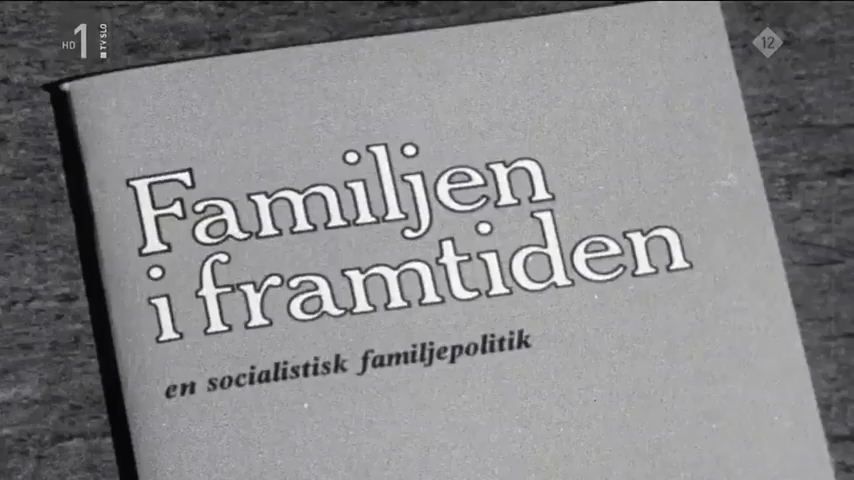 HD 1 TV SLO
12
Familjen
i framtiden
en socialistisk familjepolitik